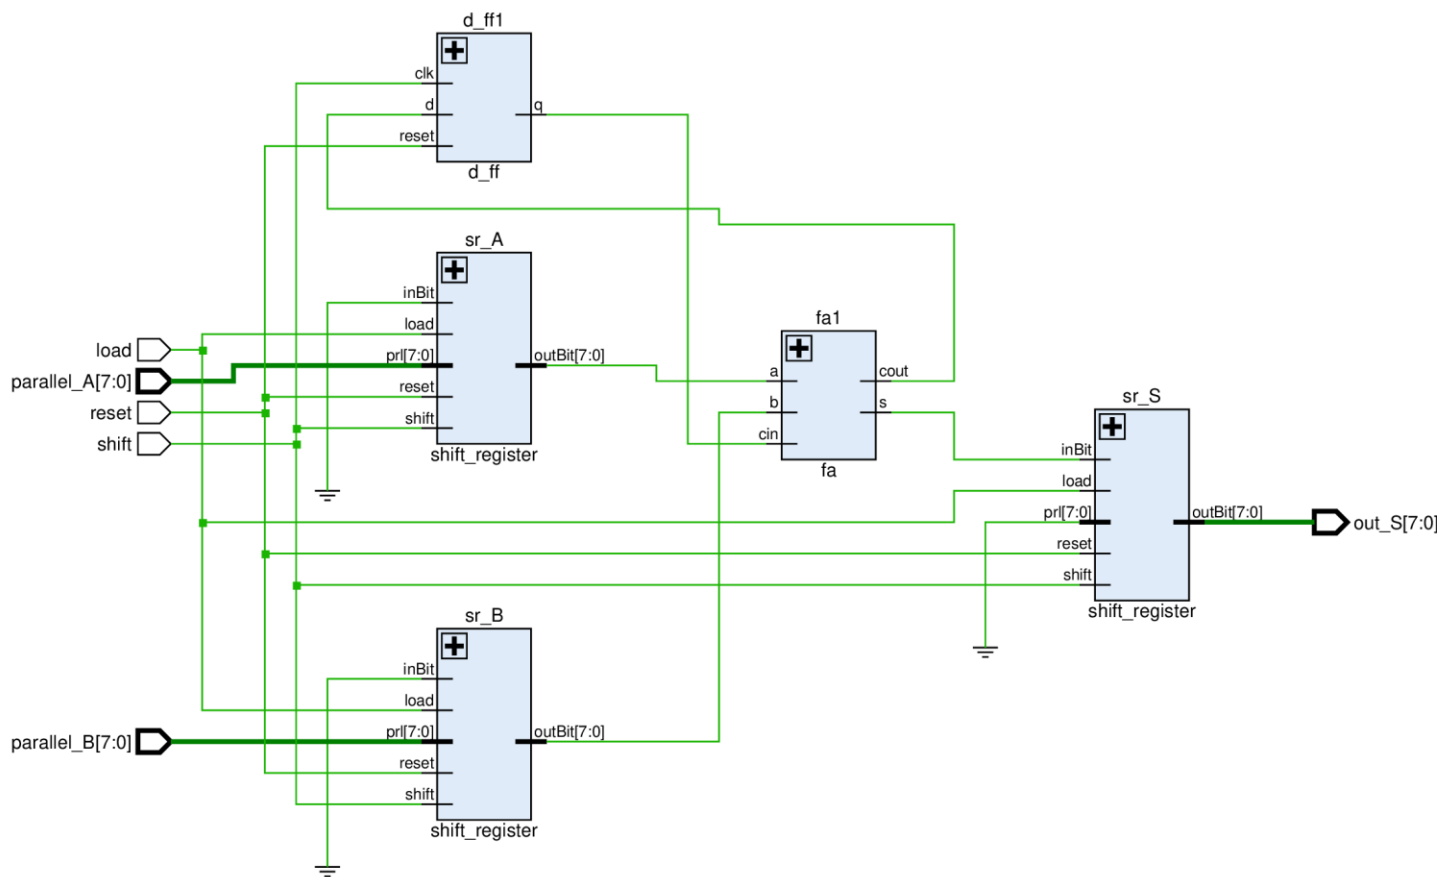 d_ff1
clk
d
reset
q
d_ff
sr_A
inBit
load
prl[7:0]
reset
shift
outBit[7:0]
shift_register
load
parallel_A[7:0]
reset
shift
fa1
a
b
cin
cout
s
fa
sr_S
inBit
load
prl[7:0]
reset
shift
outBit[7:0]
shift_register
out_S[7:0]
sr_B
inBit
load
prl[7:0]
reset
shift
outBit[7:0]
shift_register
parallel_B[7:0]